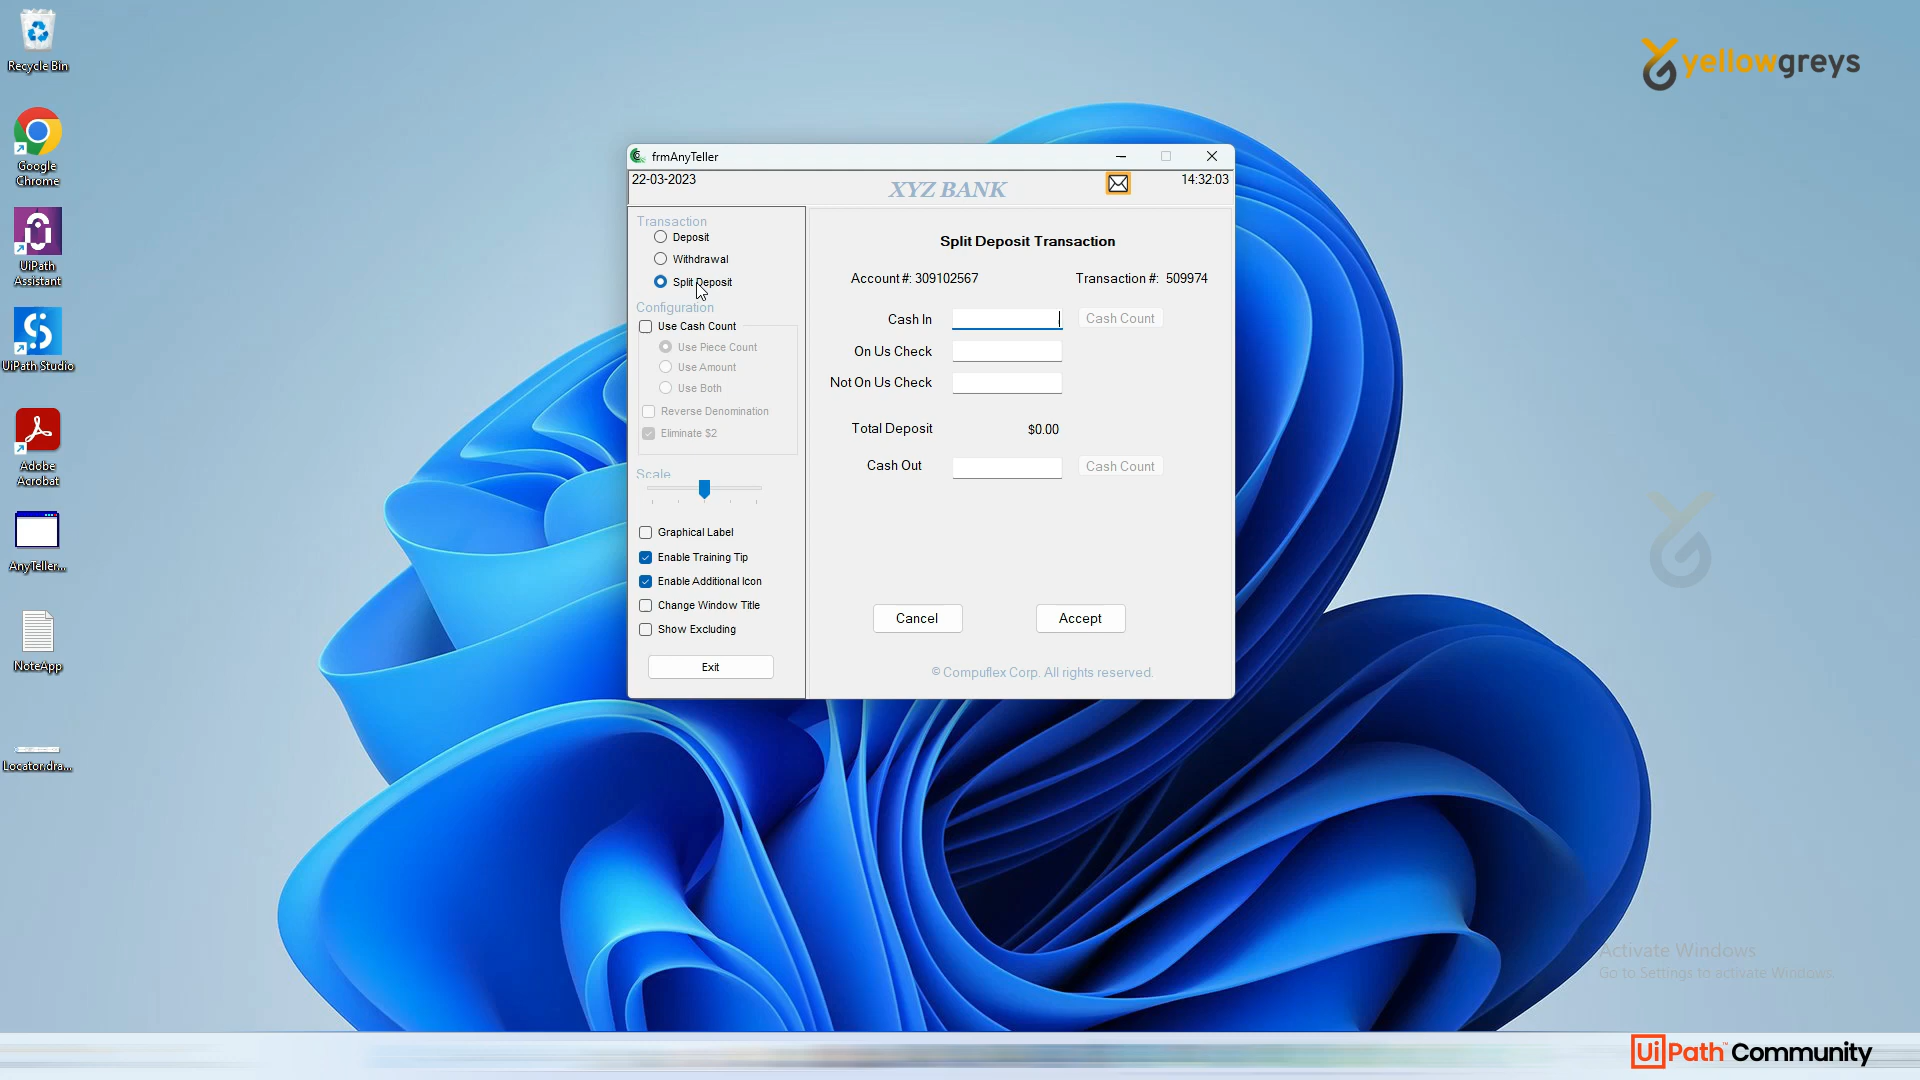 Recycle Bin
Google
Chrome
UiPath
Assistant
UiPath Studio
Adobe
Acrobat
AnyTeller...
NoteApp
Locator.dra...
yellowgreys
frmAnyTeller
22-03-2023
XYZ BANK
14:32:03
Transaction
Deposit
Withdrawal
Split Deposit
Configuration
Use Cash Count
Use Piece Count
Use Amount
Use Both
Reverse Denomination
Eliminate $2
Scale
Graphical Label
Enable Training Tip
Enable Additional Icon
Change Window Title
Show Excluding
Exit
Split Deposit Transaction
Account #: 309102567 Transaction #: 509974
Cash In Cash Count
On Us Check
Not On Us Check
Total Deposit $0.00
Cash Out Cash Count
Cancel Accept
© Compuflex Corp. All rights reserved.
Activate Windows
Go to Settings to activate Windows.
UiPath™ Community